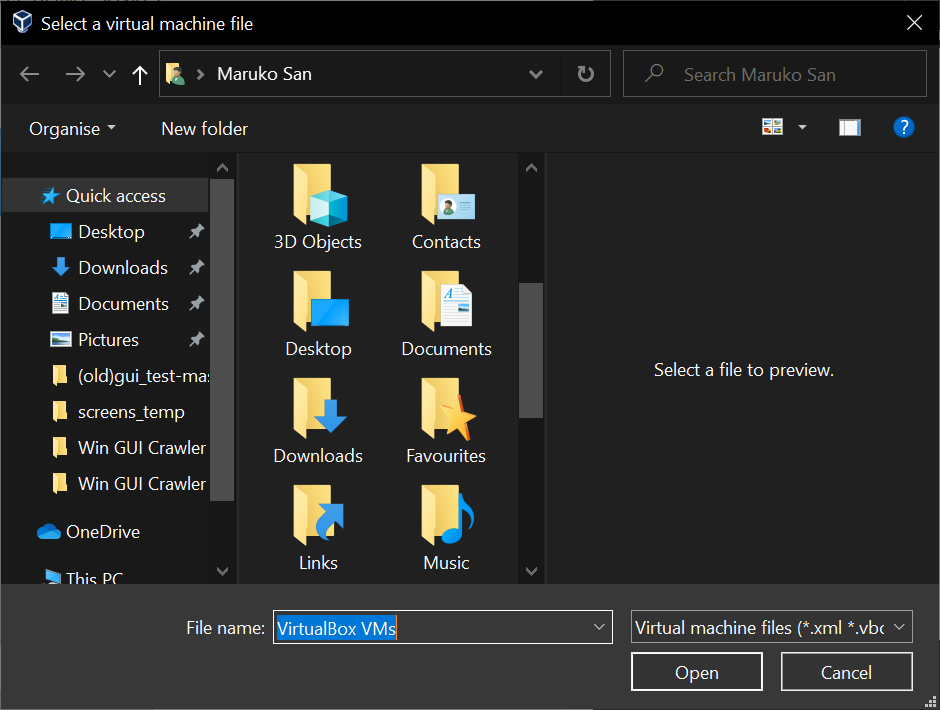 Select a virtual machine file
Maruko San
Search Maruko San
Organise
New folder
?
Quick access
Desktop
Downloads
Documents
Pictures
(old)gui_test-mas
screens_temp
Win GUI Crawler
Win GUI Crawler
OneDrive
This PC
3D Objects
Contacts
Desktop
Documents
Downloads
Favourites
Links
Music
Select a file to preview.
File name:
VirtualBox VMs
Virtual machine files (*.xml *.vbo
Open
Cancel